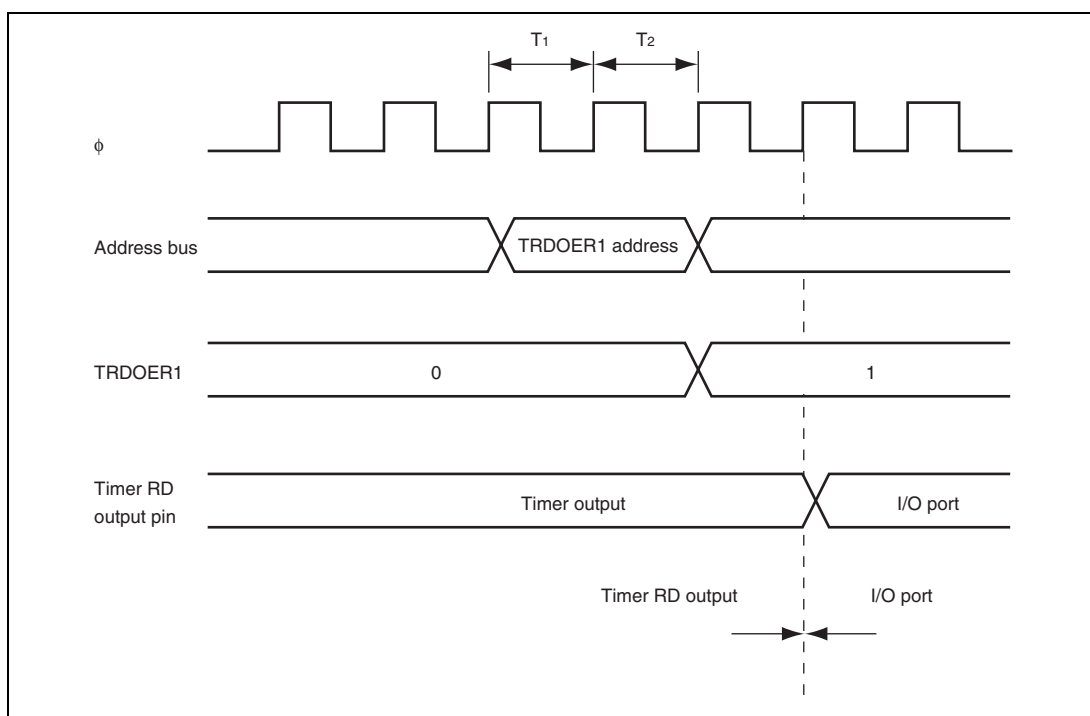 T1 T2
ϕ
Address bus TRDOER1 address
TRDOER1 0 1
Timer RD
output pin
Timer output I/O port
Timer RD output I/O port